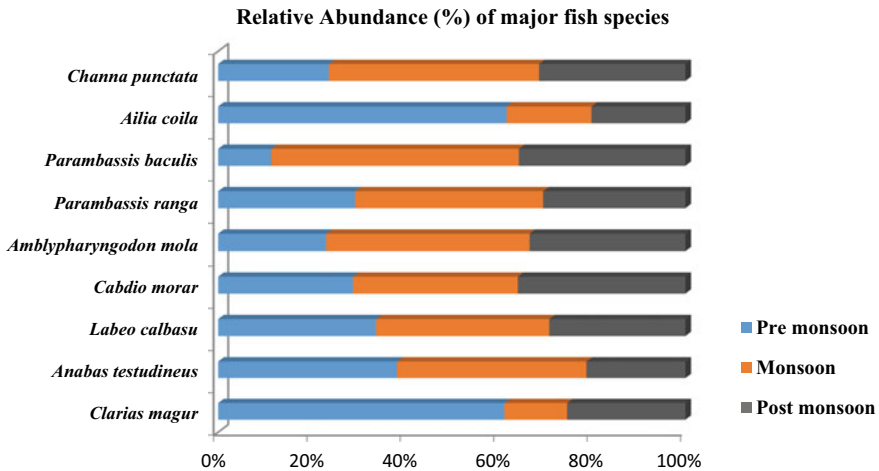 Relative Abundance (%) of major fish species
Channa punctata
Ailia coila
Parambassis baculis
Parambassis ranga
Amblypharyngodon mola
Cabdio morar
Labeo calbasu
Anabas testudineus
Clarias magur
Pre monsoon
Monsoon
Post monsoon
0% 20% 40% 60% 80% 100%